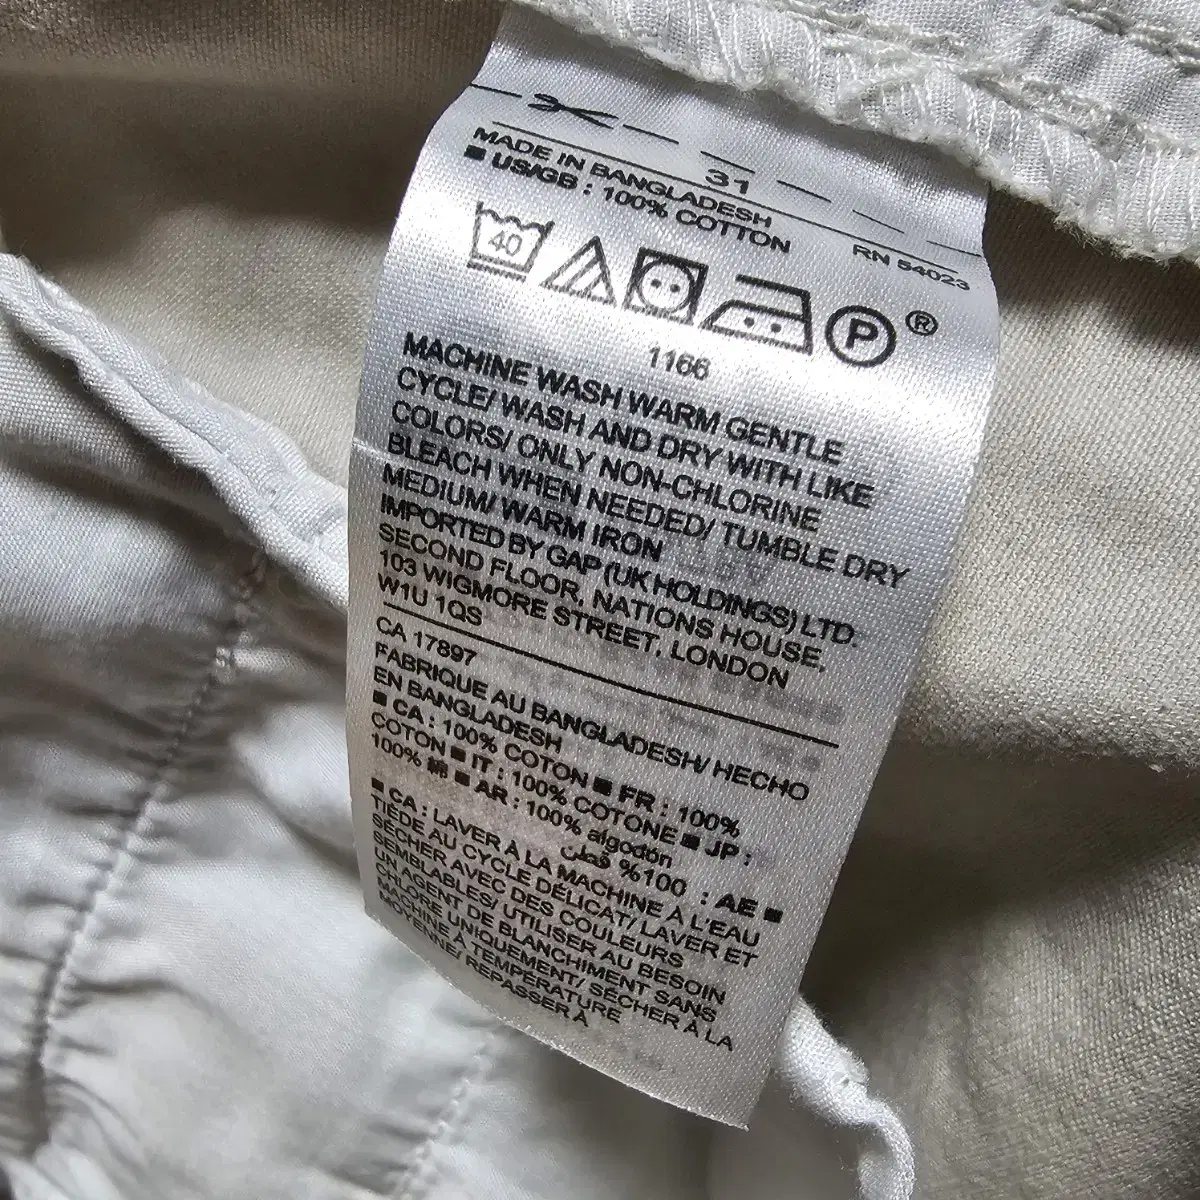 31
MADE IN BANGLADESH
■ US/GB : 100% COTTON
RN 54023
40
P ®
1166
MACHINE WASH WARM GENTLE
CYCLE/ WASH AND DRY WITH LIKE
COLORS/ ONLY NON-CHLORINE
BLEACH WHEN NEEDED/ TUMBLE DRY
MEDIUM/ WARM IRON
IMPORTED BY GAP (UK HOLDINGS) LTD.
SECOND FLOOR, NATIONS HOUSE,
103 WIGMORE STREET, LONDON
W1U 1QS
CA 17897
FABRIQUE AU BANGLADESH/ HECHO
EN BANGLADESH
■ CA : 100% COTON ■ FR : 100%
COTON ■ IT : 100% COTONE ■ JP :
100% 綿 ■ AR : 100% algodón
■ AE : 100% قطن
■ CA : LAVER À LA MACHINE À L'EAU
TIÈDE AU CYCLE DÉLICAT/ LAVER ET
SÉCHER AVEC DES COULEURS
SEMBLABLES/ UTILISER AU BESOIN
UN AGENT DE BLANCHIMENT SANS
CHLORE UNIQUEMENT/ SÉCHER À LA
MACHINE À TEMPÉRATURE
MOYENNE/ REPASSER À